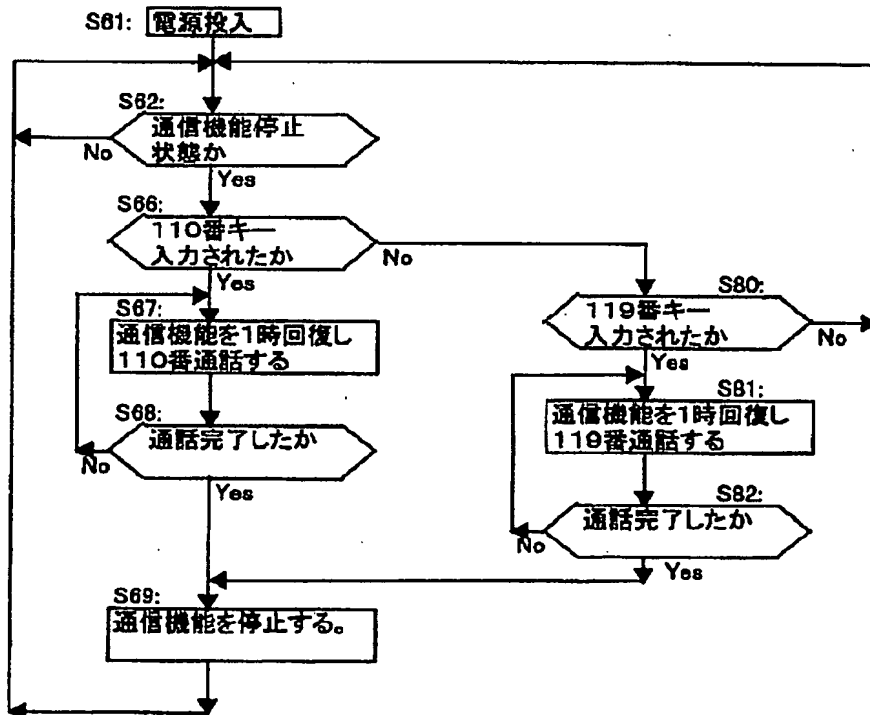 S61: 電源投入
S62:
通信機能停止
状態か
No
Yes
S66:
110番キー
入力されたか
No
Yes
S67:
通信機能を1時回復し
110番通話する
S68:
通話完了したか
No
Yes
S80:
119番キー
入力されたか
No
Yes
S81:
通信機能を1時回復し
119番通話する
S82:
通話完了したか
No
Yes
S69:
通信機能を停止する。